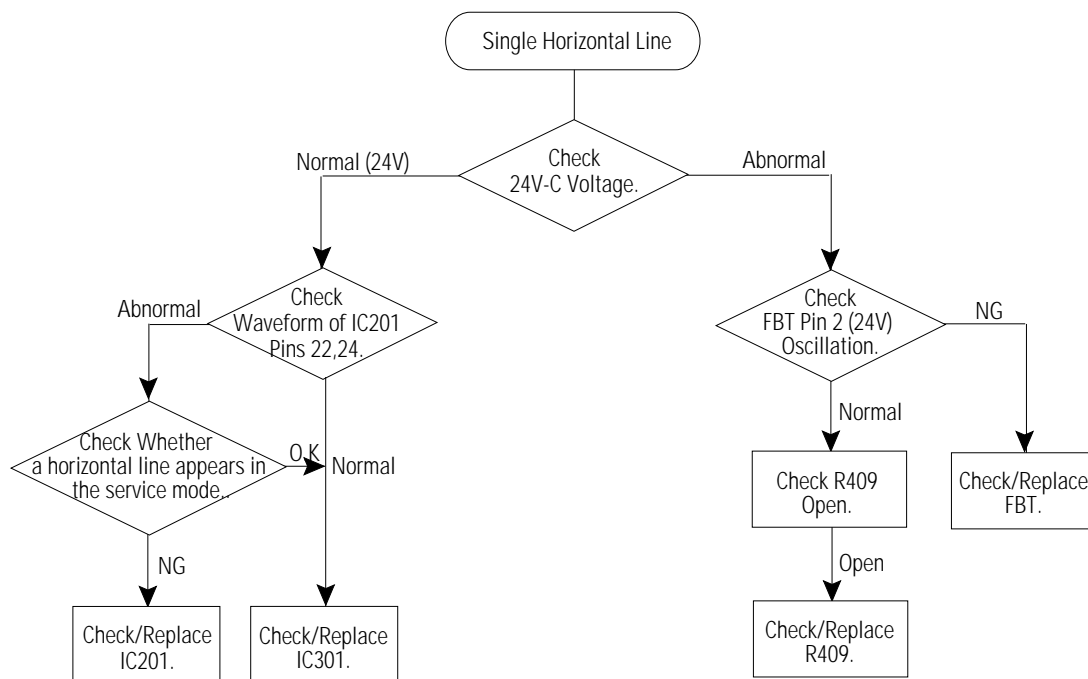 Single Horizontal Line
Check
24V-C Voltage.
Normal (24V)
Abnormal
Check
Waveform of IC201
Pins 22,24.
Abnormal
Check
FBT Pin 2 (24V)
Oscillation.
NG
Normal
Check Whether
a horizontal line appears in
the service mode..
O.K
Normal
Check R409
Open.
Check/Replace
FBT.
NG
Open
Check/Replace
IC201.
Check/Replace
IC301.
Check/Replace
R409.